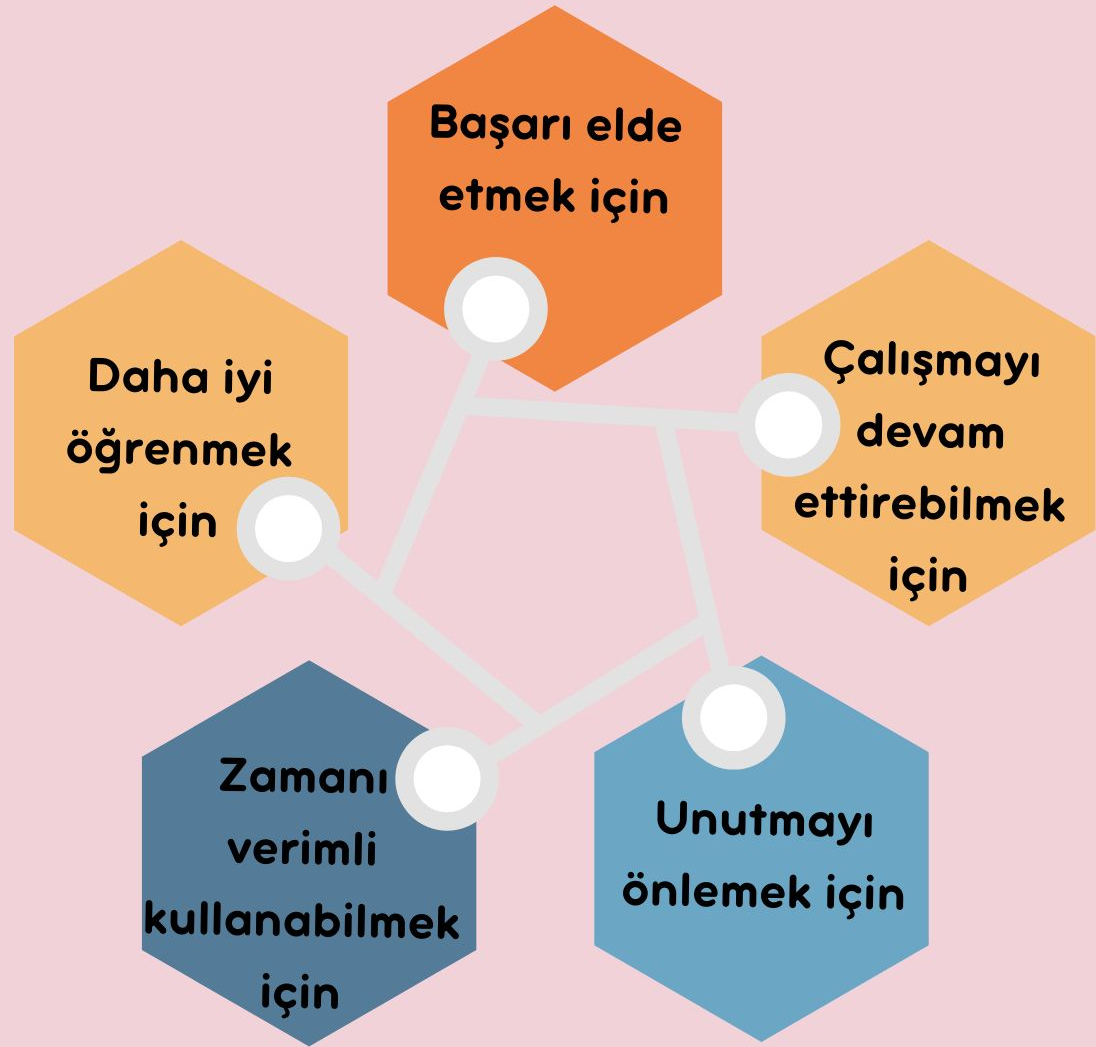 Başarı elde
etmek için
Daha iyi
öğrenmek
için
Çalışmayı
devam
ettirebilmek
için
Zamanı
verimli
kullanabilmek
için
Unutmayı
önlemek için